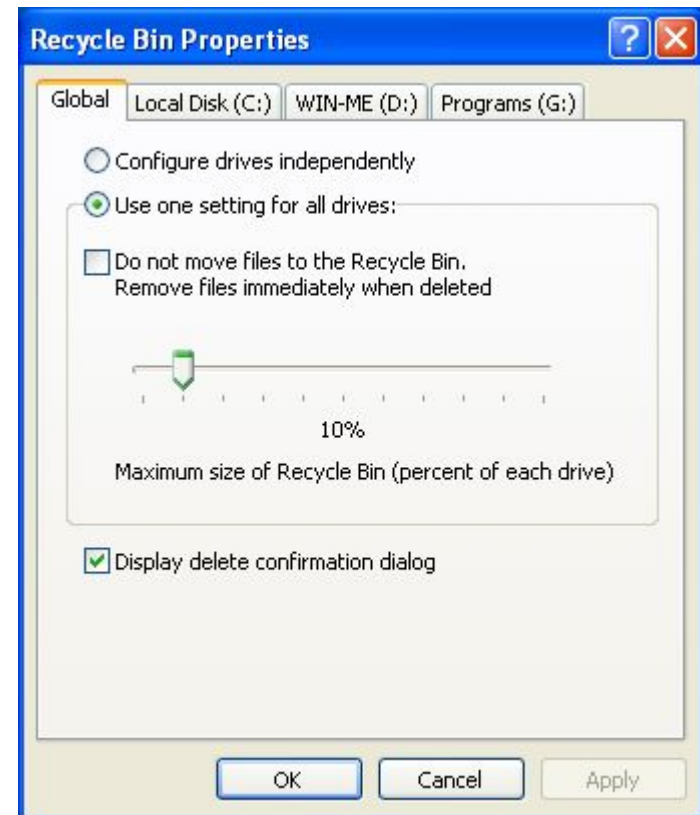 Recycle Bin Properties
Global Local Disk (C:) WIN-ME (D:) Programs (G:)
Configure drives independently
Use one setting for all drives:
Do not move files to the Recycle Bin.
Remove files immediately when deleted
10%
Maximum size of Recycle Bin (percent of each drive)
Display delete confirmation dialog
OK Cancel Apply